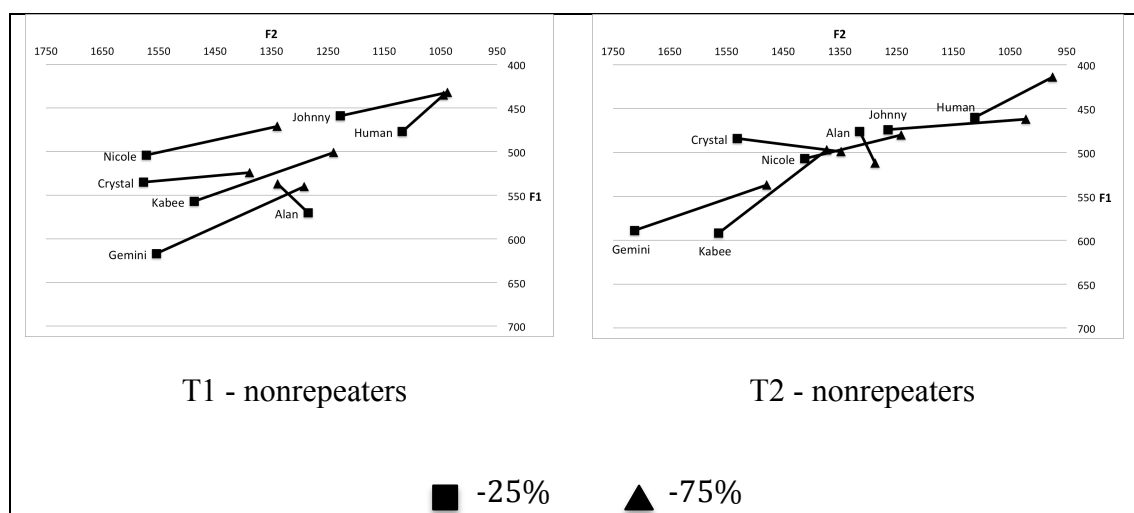 F2
1750 1650 1550 1450 1350 1250 1150 1050 950
400
450
500
550 F1
600
650
700
Johnny
Human
Nicole
Crystal
Kabee
Alan
Gemini
T1 - nonrepeaters
F2
1750 1650 1550 1450 1350 1250 1150 1050 950
400
450
500
550 F1
600
650
700
Human
Johnny
Alan
Crystal
Nicole
Gemini
Kabee
T2 - nonrepeaters
-25% -75%